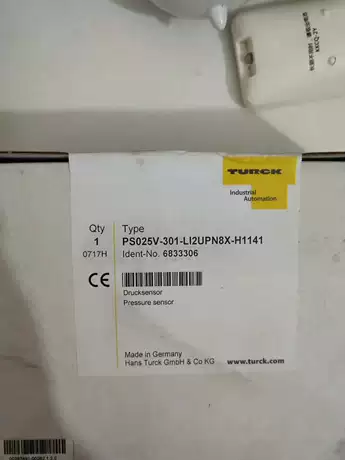 TURCK
Industrial
Automation
Qty
1
0717H
Type
PS025V-301-LI2UPN8X-H1141
Ident-No. 6833306
CE
Drucksensor
Pressure sensor
Made in Germany
Hans Turck GmbH & Co KG
www.turck.com